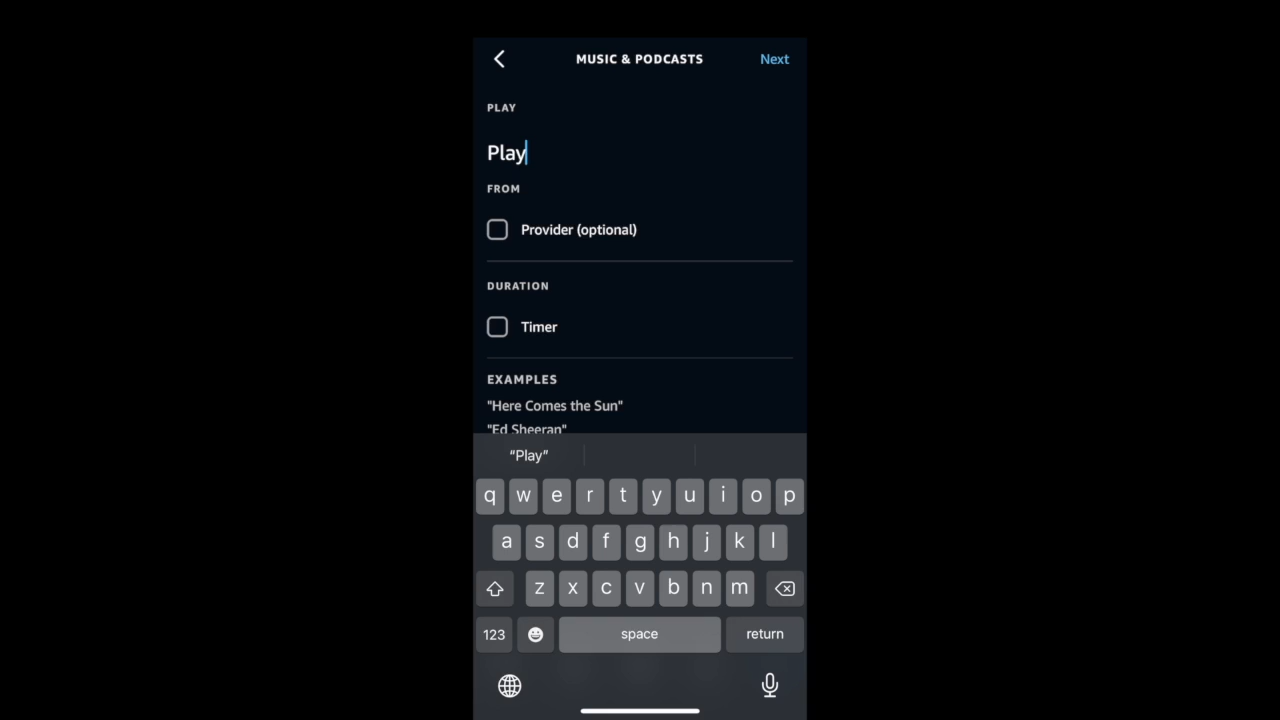 MUSIC & PODCASTS Next
PLAY
Play
FROM
Provider (optional)
DURATION
Timer
EXAMPLES
"Here Comes the Sun"
"Ed Sheeran"
"Play"
q w e r t y u i o p
a s d f g h j k l
z x c v b n m
123 space return